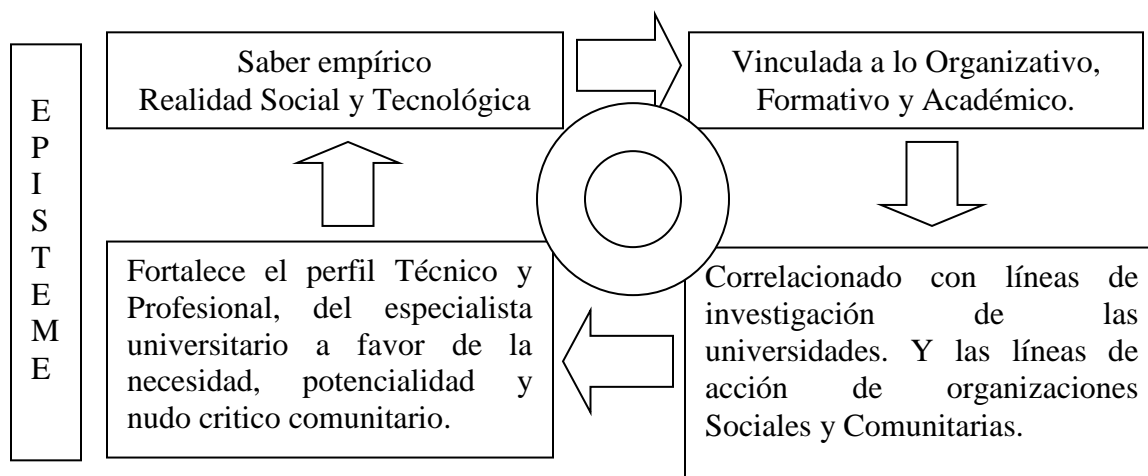 E
P
I
S
T
E
M
E
Saber empírico
Realidad Social y Tecnológica
Vinculada a lo Organizativo,
Formativo y Académico.
Fortalece el perfil Técnico y
Profesional, del especialista
universitario a favor de la
necesidad, potencialidad y
nudo critico comunitario.
Correlacionado con líneas de
investigación de las
universidades. Y las líneas de
acción de organizaciones
Sociales y Comunitarias.